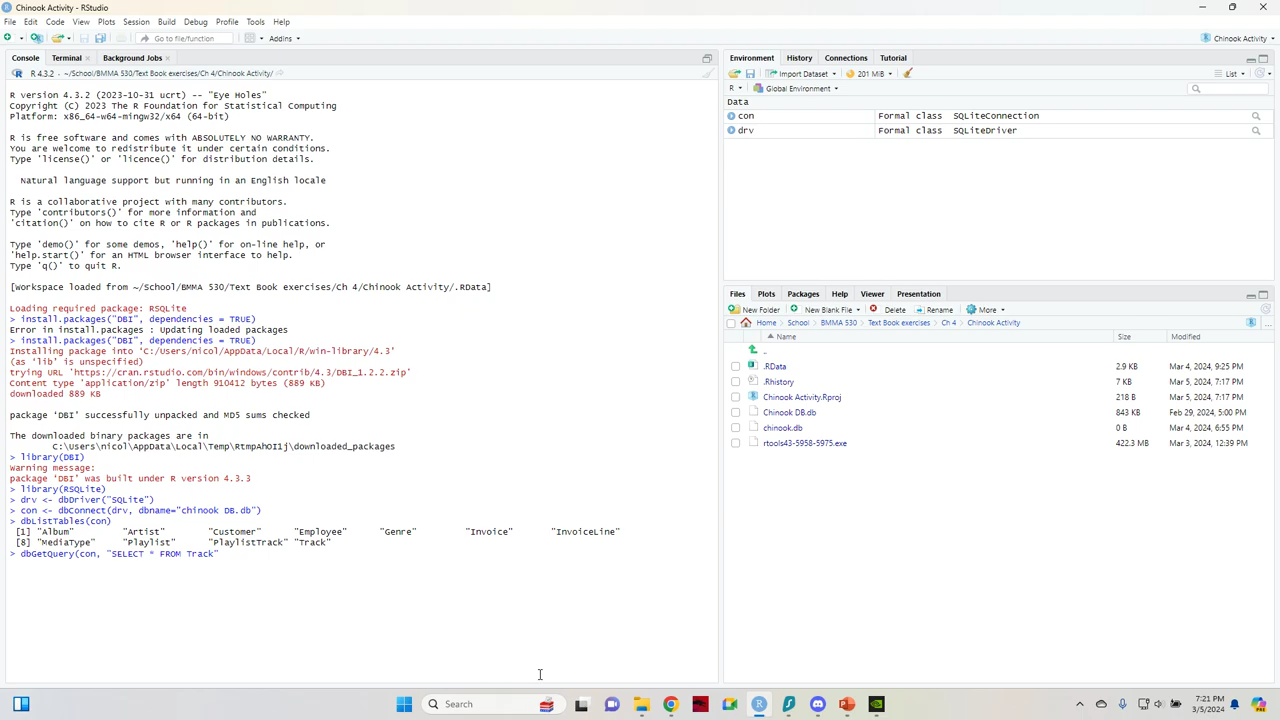 Chinook Activity - RStudio
File Edit Code View Plots Session Build Debug Profile Tools Help
Go to file/function Addins Chinook Activity
Console Terminal Background Jobs
R 4.3.2 · ~/School/BMMA 530/Text Book exercises/Ch 4/Chinook Activity/
R version 4.3.2 (2023-10-31 ucrt) -- "Eye Holes"
Copyright (C) 2023 The R Foundation for Statistical Computing
Platform: x86_64-w64-mingw32/x64 (64-bit)
R is free software and comes with ABSOLUTELY NO WARRANTY.
You are welcome to redistribute it under certain conditions.
Type 'license()' or 'licence()' for distribution details.
Natural language support but running in an English locale
R is a collaborative project with many contributors.
Type 'contributors()' for more information and
'citation()' on how to cite R or R packages in publications.
Type 'demo()' for some demos, 'help()' for on-line help, or
'help.start()' for an HTML browser interface to help.
Type 'q()' to quit R.
[Workspace loaded from ~/School/BMMA 530/Text Book exercises/Ch 4/Chinook Activity/.RData]
Loading required package: RSQLite
> install.packages("DBI", dependencies = TRUE)
Error in install.packages : Updating loaded packages
> install.packages("DBI", dependencies = TRUE)
Installing package into 'C:/Users/nicol/AppData/Local/R/win-library/4.3'
(as 'lib' is unspecified)
trying URL 'https://cran.rstudio.com/bin/windows/contrib/4.3/DBI_1.2.2.zip'
Content type 'application/zip' length 910412 bytes (889 KB)
downloaded 889 KB
package 'DBI' successfully unpacked and MD5 sums checked
The downloaded binary packages are in
C:\Users\nicol\AppData\Local\Temp\RtmpAhOI1j\downloaded_packages
> library(DBI)
Warning message:
package 'DBI' was built under R version 4.3.3
> library(RSQLite)
> drv <- dbDriver("SQLite")
> con <- dbConnect(drv, dbname="chinook DB.db")
> dbListTables(con)
[1] "Album" "Artist" "Customer" "Employee" "Genre" "Invoice" "InvoiceLine"
[8] "MediaType" "Playlist" "PlaylistTrack" "Track"
> dbGetQuery(con, "SELECT * FROM Track"
Environment History Connections Tutorial
Import Dataset 201 MiB List
R Global Environment
Data
con Formal class SQLiteConnection
drv Formal class SQLiteDriver
Files Plots Packages Help Viewer Presentation
New Folder New Blank File Delete Rename More
Home School BMMA 530 Text Book exercises Ch 4 Chinook Activity
Name Size Modified
..
.RData 2.9 KB Mar 4, 2024, 9:25 PM
.Rhistory 7 KB Mar 5, 2024, 7:17 PM
Chinook Activity.Rproj 218 B Mar 5, 2024, 7:17 PM
Chinook DB.db 843 KB Feb 29, 2024, 5:00 PM
chinook.db 0 B Mar 4, 2024, 6:55 PM
rtools43-5958-5975.exe 422.3 MB Mar 3, 2024, 12:39 PM
Search
7:21 PM
3/5/2024